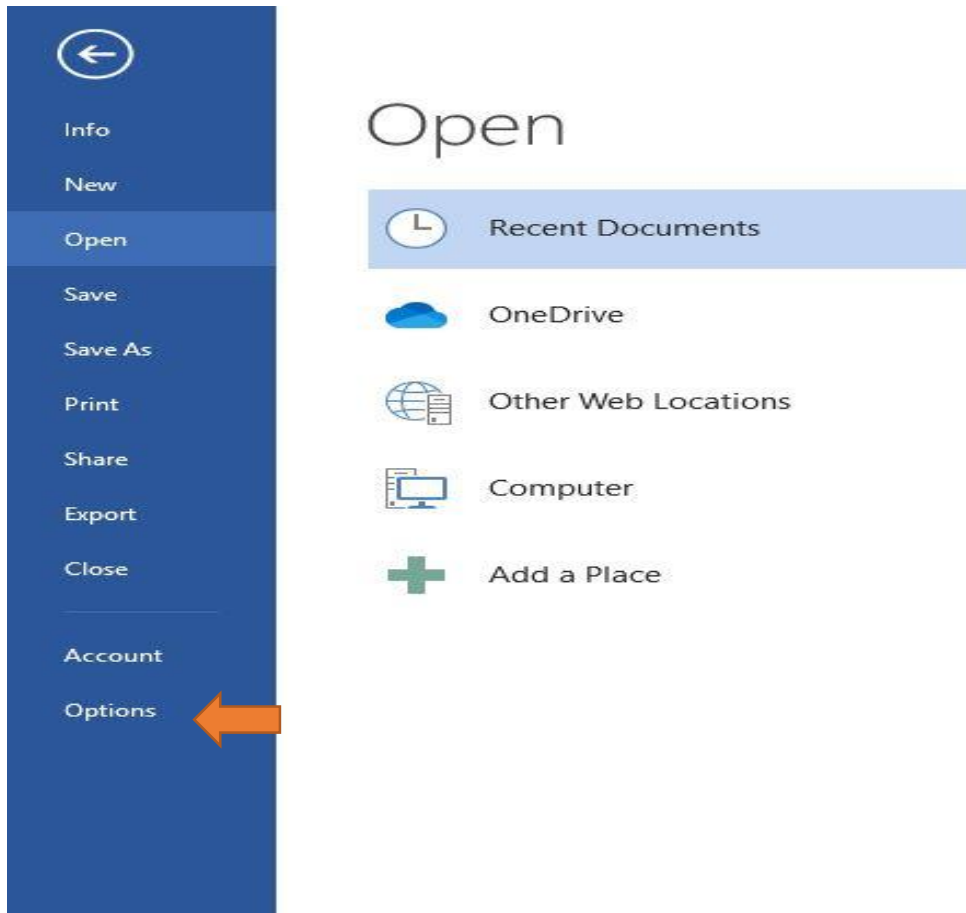 Info
New
Open
Save
Save As
Print
Share
Export
Close
Account
Options
Open
Recent Documents
OneDrive
Other Web Locations
Computer
Add a Place